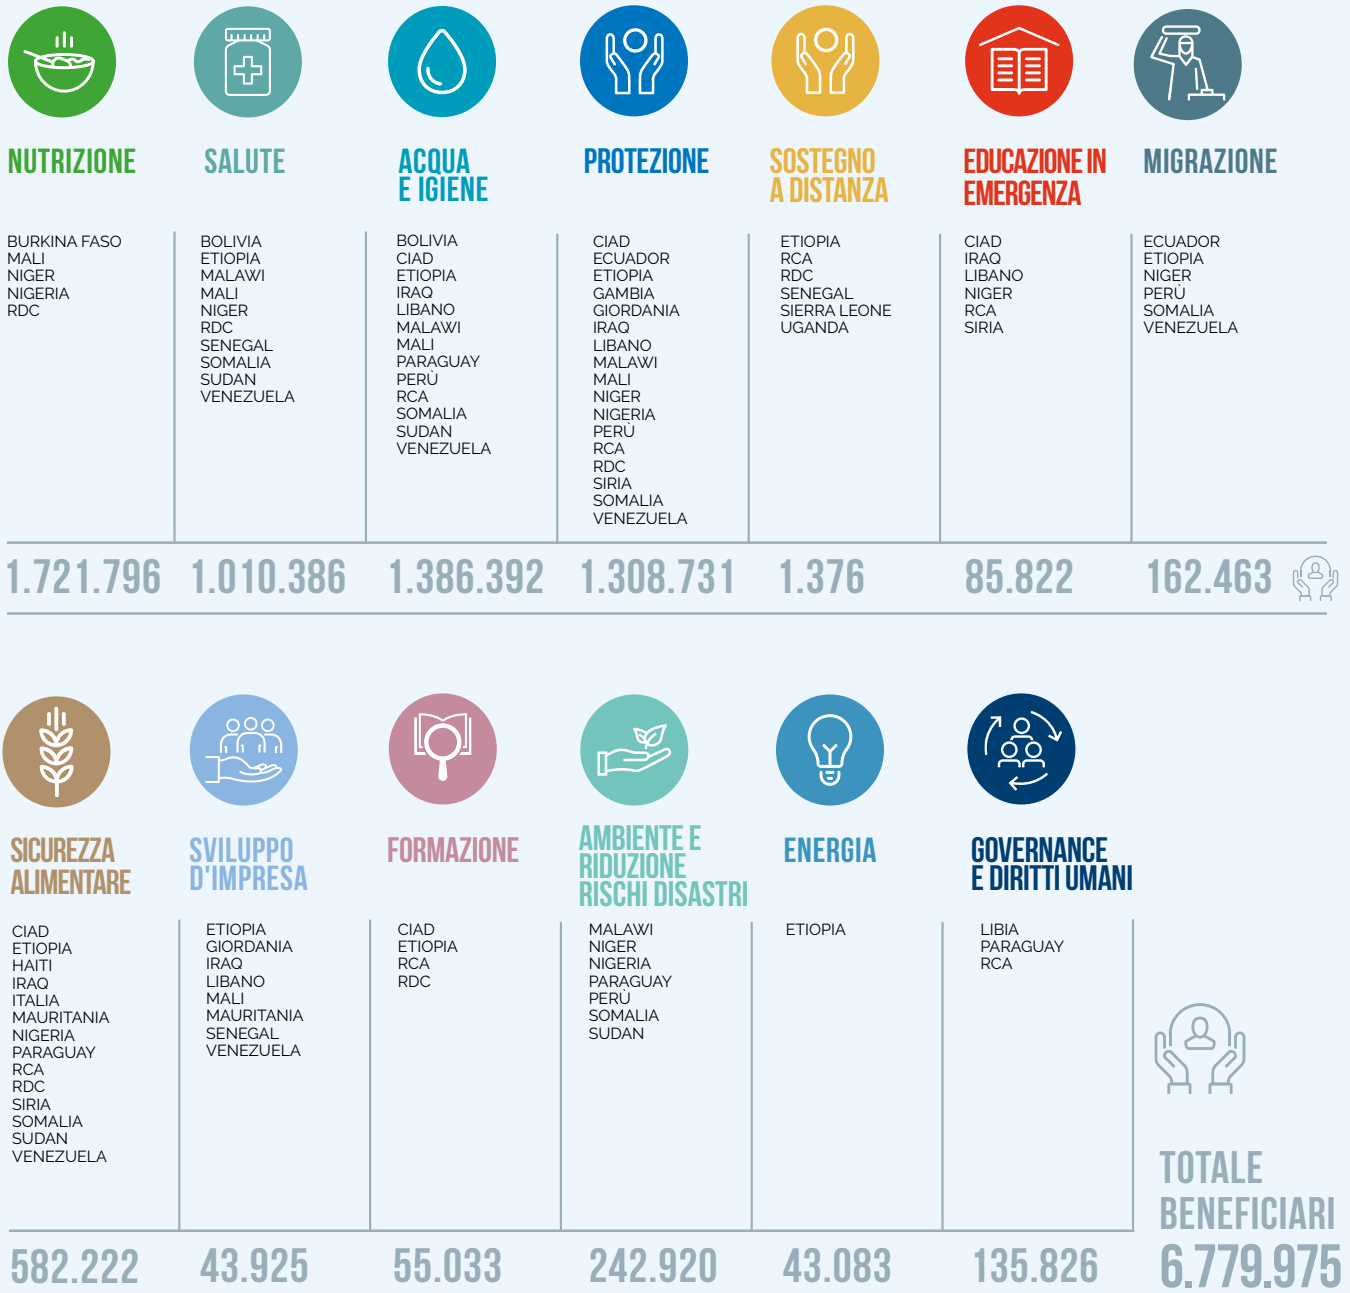 NUTRIZIONE
BURKINA FASO
MALI
NIGER
NIGERIA
RDC
1.721.796
SALUTE
BOLIVIA
ETIOPIA
MALAWI
MALI
NIGER
RDC
SENEGAL
SOMALIA
SUDAN
VENEZUELA
1.010.386
ACQUA
E IGIENE
BOLIVIA
CIAD
ETIOPIA
IRAQ
LIBANO
MALAWI
MALI
PARAGUAY
PERÙ
RCA
SOMALIA
SUDAN
VENEZUELA
1.386.392
PROTEZIONE
CIAD
ECUADOR
ETIOPIA
GAMBIA
GIORDANIA
IRAQ
LIBANO
MALAWI
MALI
NIGER
NIGERIA
PERÙ
RCA
RDC
SIRIA
SOMALIA
VENEZUELA
1.308.731
SOSTEGNO
A DISTANZA
ETIOPIA
RCA
RDC
SENEGAL
SIERRA LEONE
UGANDA
1.376
EDUCAZIONE IN
EMERGENZA
CIAD
IRAQ
LIBANO
NIGER
RCA
SIRIA
85.822
MIGRAZIONE
ECUADOR
ETIOPIA
NIGER
PERÙ
SOMALIA
VENEZUELA
162.463
SICUREZZA
ALIMENTARE
CIAD
ETIOPIA
HAITI
IRAQ
ITALIA
MAURITANIA
NIGERIA
PARAGUAY
RCA
RDC
SIRIA
SOMALIA
SUDAN
VENEZUELA
582.222
SVILUPPO
D'IMPRESA
ETIOPIA
GIORDANIA
IRAQ
LIBANO
MALI
MAURITANIA
SENEGAL
VENEZUELA
43.925
FORMAZIONE
CIAD
ETIOPIA
RCA
RDC
55.033
AMBIENTE E
RIDUZIONE
RISCHI DISASTRI
MALAWI
NIGER
NIGERIA
PARAGUAY
PERÙ
SOMALIA
SUDAN
242.920
ENERGIA
ETIOPIA
43.083
GOVERNANCE
E DIRITTI UMANI
LIBIA
PARAGUAY
RCA
135.826
TOTALE
BENEFICIARI
6.779.975